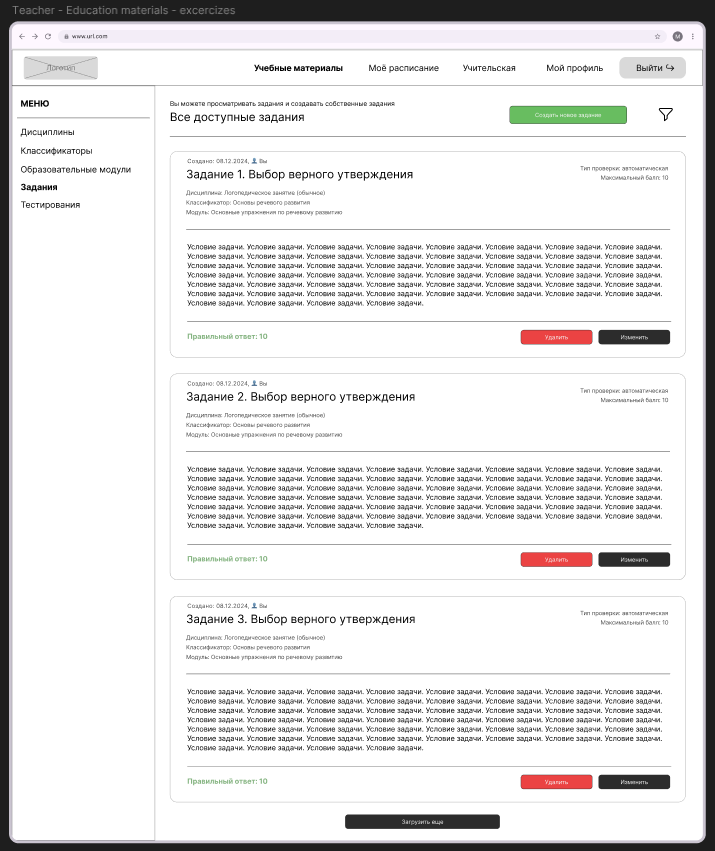 Teacher - Education materials - excercizes
www.url.com
M
Логотип
Учебные материалы
Моё расписание
Учительская
Мой профиль
Выйти
МЕНЮ
Дисциплины
Классификаторы
Образовательные модули
Задания
Тестирования
Вы можете просматривать задания и создавать собственные задания
Все доступные задания
Создать новое задание
Создано: 08.12.2024, Вы
Задание 1. Выбор верного утверждения
Тип проверки: автоматическая
Максимальный балл: 10
Дисциплина: Логопедическое занятие (обычное)
Классификатор: Основы речевого развития
Модуль: Основные упражнения по речевому развитию
Условие задачи. Условие задачи. Условие задачи. Условие задачи. Условие задачи. Условие задачи. Условие задачи. Условие задачи.
Условие задачи. Условие задачи. Условие задачи. Условие задачи. Условие задачи. Условие задачи. Условие задачи. Условие задачи.
Условие задачи. Условие задачи. Условие задачи. Условие задачи. Условие задачи. Условие задачи. Условие задачи. Условие задачи.
Условие задачи. Условие задачи. Условие задачи. Условие задачи. Условие задачи. Условие задачи. Условие задачи. Условие задачи.
Условие задачи. Условие задачи. Условие задачи. Условие задачи. Условие задачи. Условие задачи. Условие задачи. Условие задачи.
Условие задачи. Условие задачи. Условие задачи. Условие задачи. Условие задачи. Условие задачи. Условие задачи. Условие задачи.
Условие задачи. Условие задачи. Условие задачи. Условие задачи.
Правильный ответ: 10
Удалить
Изменить
Создано: 08.12.2024, Вы
Задание 2. Выбор верного утверждения
Тип проверки: автоматическая
Максимальный балл: 10
Дисциплина: Логопедическое занятие (обычное)
Классификатор: Основы речевого развития
Модуль: Основные упражнения по речевому развитию
Условие задачи. Условие задачи. Условие задачи. Условие задачи. Условие задачи. Условие задачи. Условие задачи. Условие задачи.
Условие задачи. Условие задачи. Условие задачи. Условие задачи. Условие задачи. Условие задачи. Условие задачи. Условие задачи.
Условие задачи. Условие задачи. Условие задачи. Условие задачи. Условие задачи. Условие задачи. Условие задачи. Условие задачи.
Условие задачи. Условие задачи. Условие задачи. Условие задачи. Условие задачи. Условие задачи. Условие задачи. Условие задачи.
Условие задачи. Условие задачи. Условие задачи. Условие задачи. Условие задачи. Условие задачи. Условие задачи. Условие задачи.
Условие задачи. Условие задачи. Условие задачи. Условие задачи. Условие задачи. Условие задачи. Условие задачи. Условие задачи.
Условие задачи. Условие задачи. Условие задачи. Условие задачи.
Правильный ответ: 10
Удалить
Изменить
Создано: 08.12.2024, Вы
Задание 3. Выбор верного утверждения
Тип проверки: автоматическая
Максимальный балл: 10
Дисциплина: Логопедическое занятие (обычное)
Классификатор: Основы речевого развития
Модуль: Основные упражнения по речевому развитию
Условие задачи. Условие задачи. Условие задачи. Условие задачи. Условие задачи. Условие задачи. Условие задачи. Условие задачи.
Условие задачи. Условие задачи. Условие задачи. Условие задачи. Условие задачи. Условие задачи. Условие задачи. Условие задачи.
Условие задачи. Условие задачи. Условие задачи. Условие задачи. Условие задачи. Условие задачи. Условие задачи. Условие задачи.
Условие задачи. Условие задачи. Условие задачи. Условие задачи. Условие задачи. Условие задачи. Условие задачи. Условие задачи.
Условие задачи. Условие задачи. Условие задачи. Условие задачи. Условие задачи. Условие задачи. Условие задачи. Условие задачи.
Условие задачи. Условие задачи. Условие задачи. Условие задачи. Условие задачи. Условие задачи. Условие задачи. Условие задачи.
Условие задачи. Условие задачи. Условие задачи. Условие задачи.
Правильный ответ: 10
Удалить
Изменить
Загрузить еще